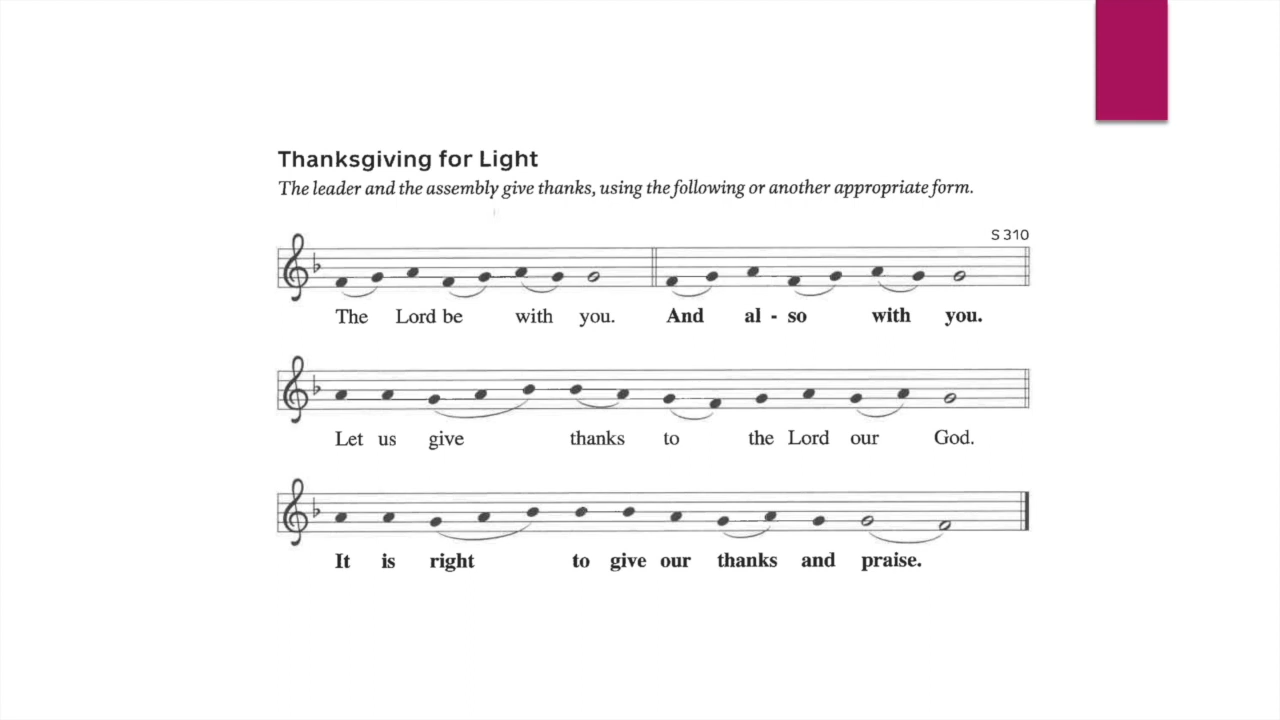 Thanksgiving for Light
The leader and the assembly give thanks, using the following or another appropriate form.
S 310
The Lord be with you. And al - so with you.
Let us give thanks to the Lord our God.
It is right to give our thanks and praise.